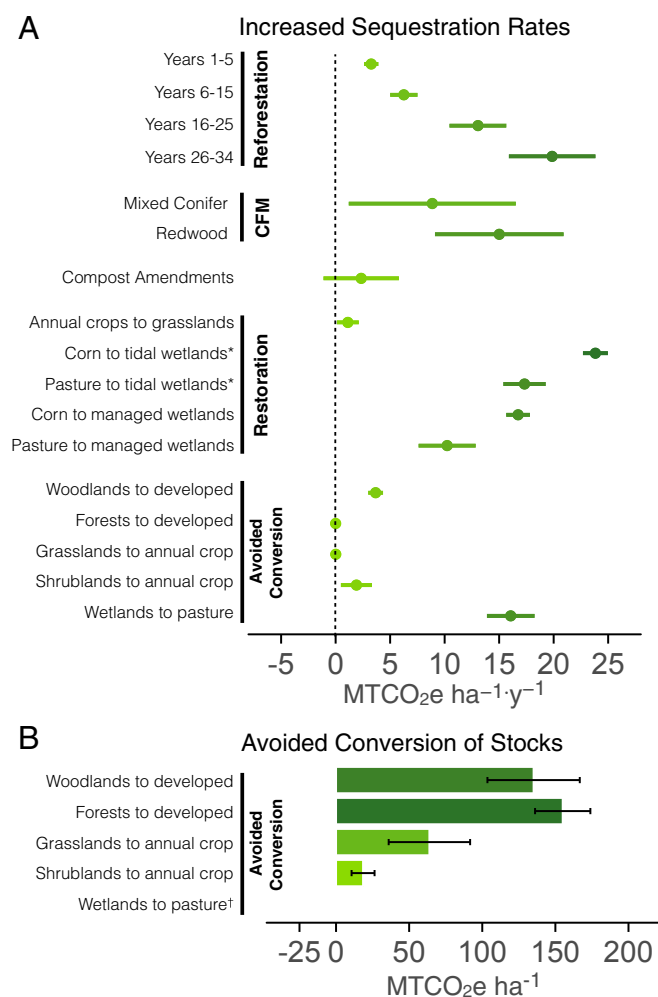 A
Increased Sequestration Rates
Years 1-5
Years 6-15
Years 16-25
Years 26-34
Reforestation
Mixed Conifer
Redwood
CFM
Compost Amendments
Annual crops to grasslands
Corn to tidal wetlands*
Pasture to tidal wetlands*
Corn to managed wetlands
Pasture to managed wetlands
Restoration
Woodlands to developed
Forests to developed
Grasslands to annual crop
Shrublands to annual crop
Wetlands to pasture
Avoided
Conversion
-5 0 5 10 15 20 25
MTCO₂e ha⁻¹·y⁻¹
B
Avoided Conversion of Stocks
Woodlands to developed
Forests to developed
Grasslands to annual crop
Shrublands to annual crop
Wetlands to pasture†
Avoided
Conversion
-25 0 50 100 150 200
MTCO₂e ha⁻¹